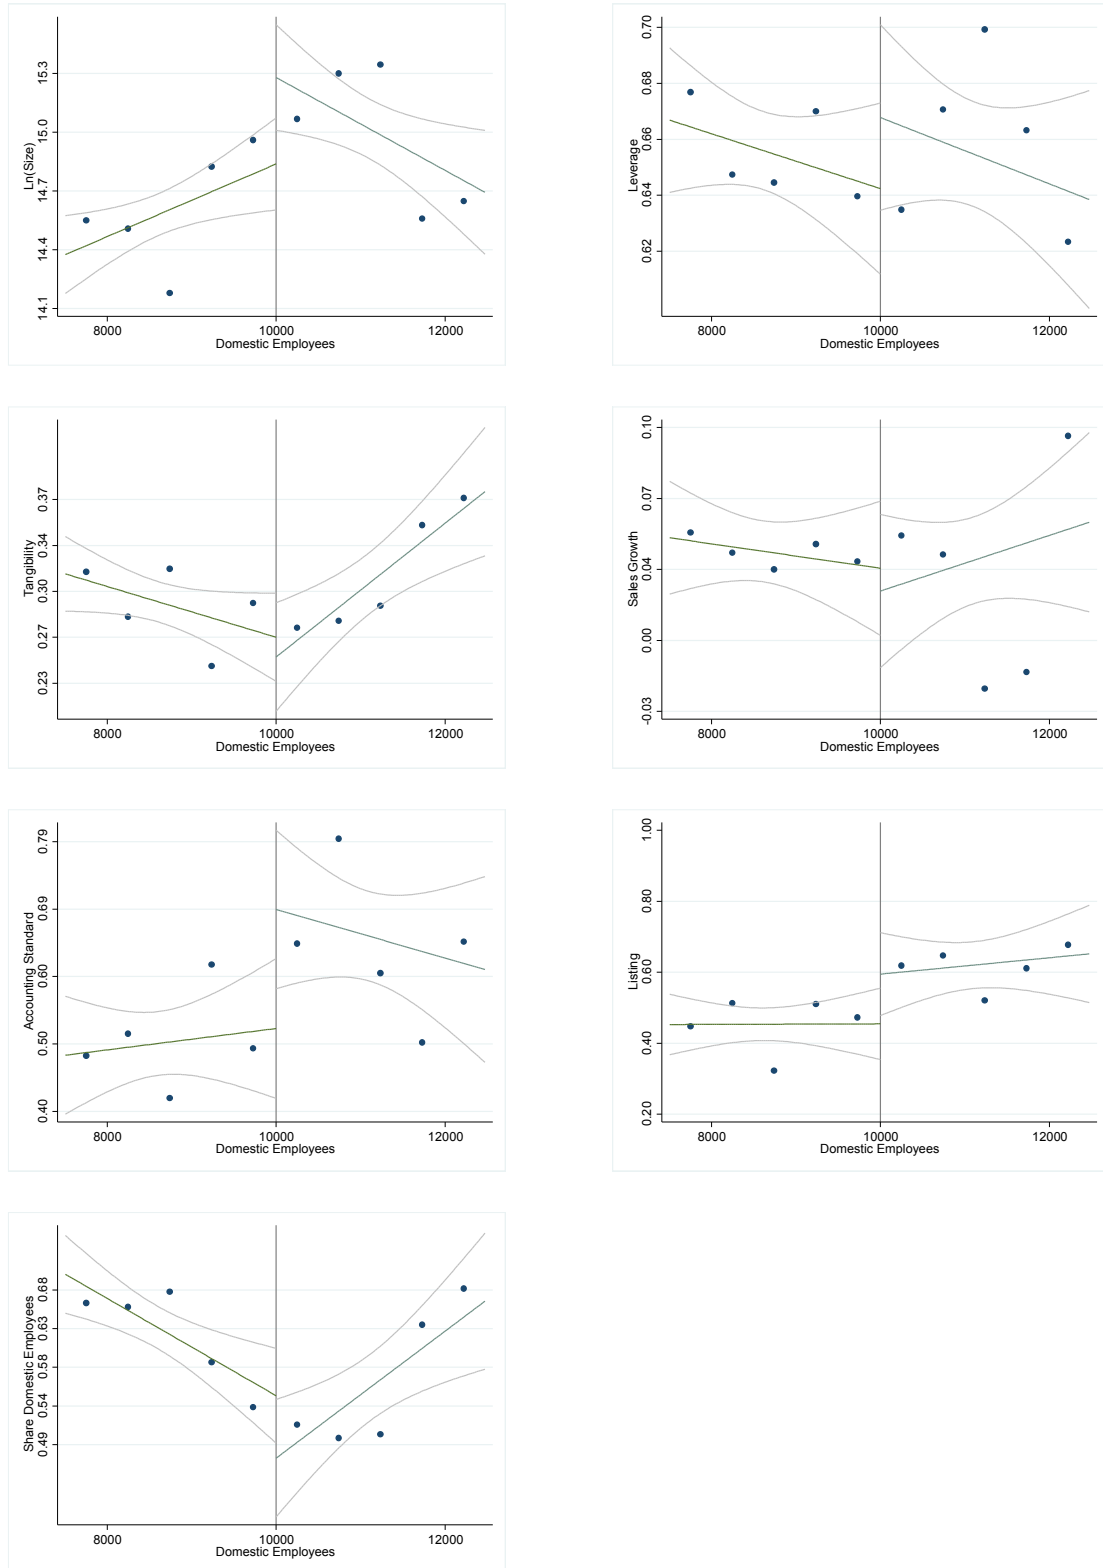 Ln(Size)
15.3
15.0
14.7
14.4
14.1
8000 10000 12000
Domestic Employees
Leverage
0.70
0.68
0.66
0.64
0.62
8000 10000 12000
Domestic Employees
Tangibility
0.37
0.34
0.30
0.27
0.23
8000 10000 12000
Domestic Employees
Sales Growth
0.10
0.07
0.04
0.00
-0.03
8000 10000 12000
Domestic Employees
Accounting Standard
0.79
0.69
0.60
0.50
0.40
8000 10000 12000
Domestic Employees
Listing
1.00
0.80
0.60
0.40
0.20
8000 10000 12000
Domestic Employees
Share Domestic Employees
0.68
0.63
0.58
0.54
0.49
8000 10000 12000
Domestic Employees